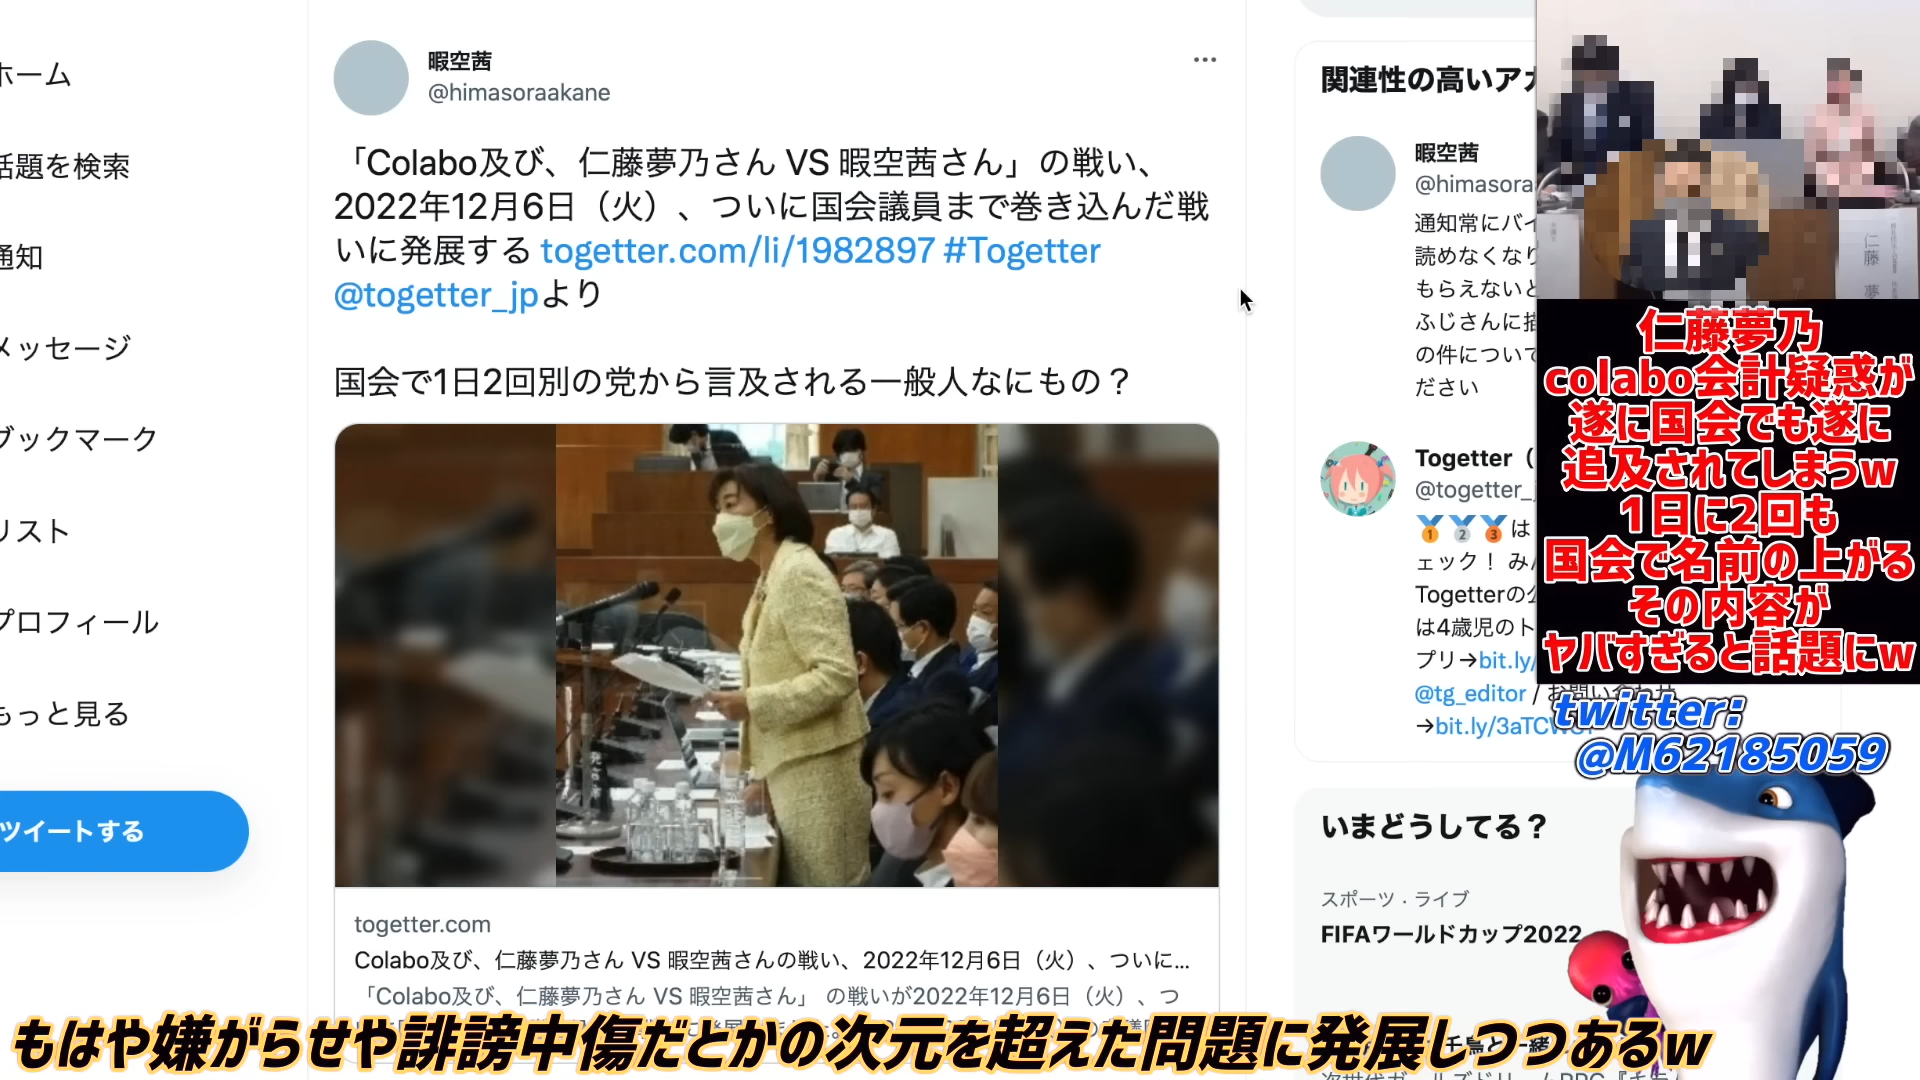 ホーム
話題を検索
通知
メッセージ
ブックマーク
リスト
プロフィール
もっと見る
ツイートする
暇空茜
@himasoraakane
「Colabo及び、仁藤夢乃さん VS 暇空茜さん」の戦い、
2022年12月6日（火）、ついに国会議員まで巻き込んだ戦
いに発展する togetter.com/li/1982897 #Togetter
@togetter_jpより
国会で1日2回別の党から言及される一般人なにもの？
togetter.com
Colabo及び、仁藤夢乃さん VS 暇空茜さんの戦い、2022年12月6日（火）、ついに...
「Colabo及び、仁藤夢乃さん VS 暇空茜さん」 の戦いが2022年12月6日（火）、つ
関連性の高いアカ
暇空茜
@himasora
通知常にバイ
読めなくなり
もらえないと
ふじさんに描
の件について
ださい
Togetter（
@togetter_
は
ェック！ み
Togetterの公
は4歳児のト
プリ→bit.ly/
@tg_editor / お問い合わせ
→bit.ly/3aTCW
いまどうしてる？
スポーツ · ライブ
FIFAワールドカップ2022
仁藤 夢
仁藤夢乃
colabo会計疑惑が
遂に国会でも遂に
追及されてしまうw
1日に2回も
国会で名前の上がる
その内容が
ヤバすぎると話題にw
twitter:
@M62185059
もはや嫌がらせや誹謗中傷だとかの次元を超えた問題に発展しつつあるw